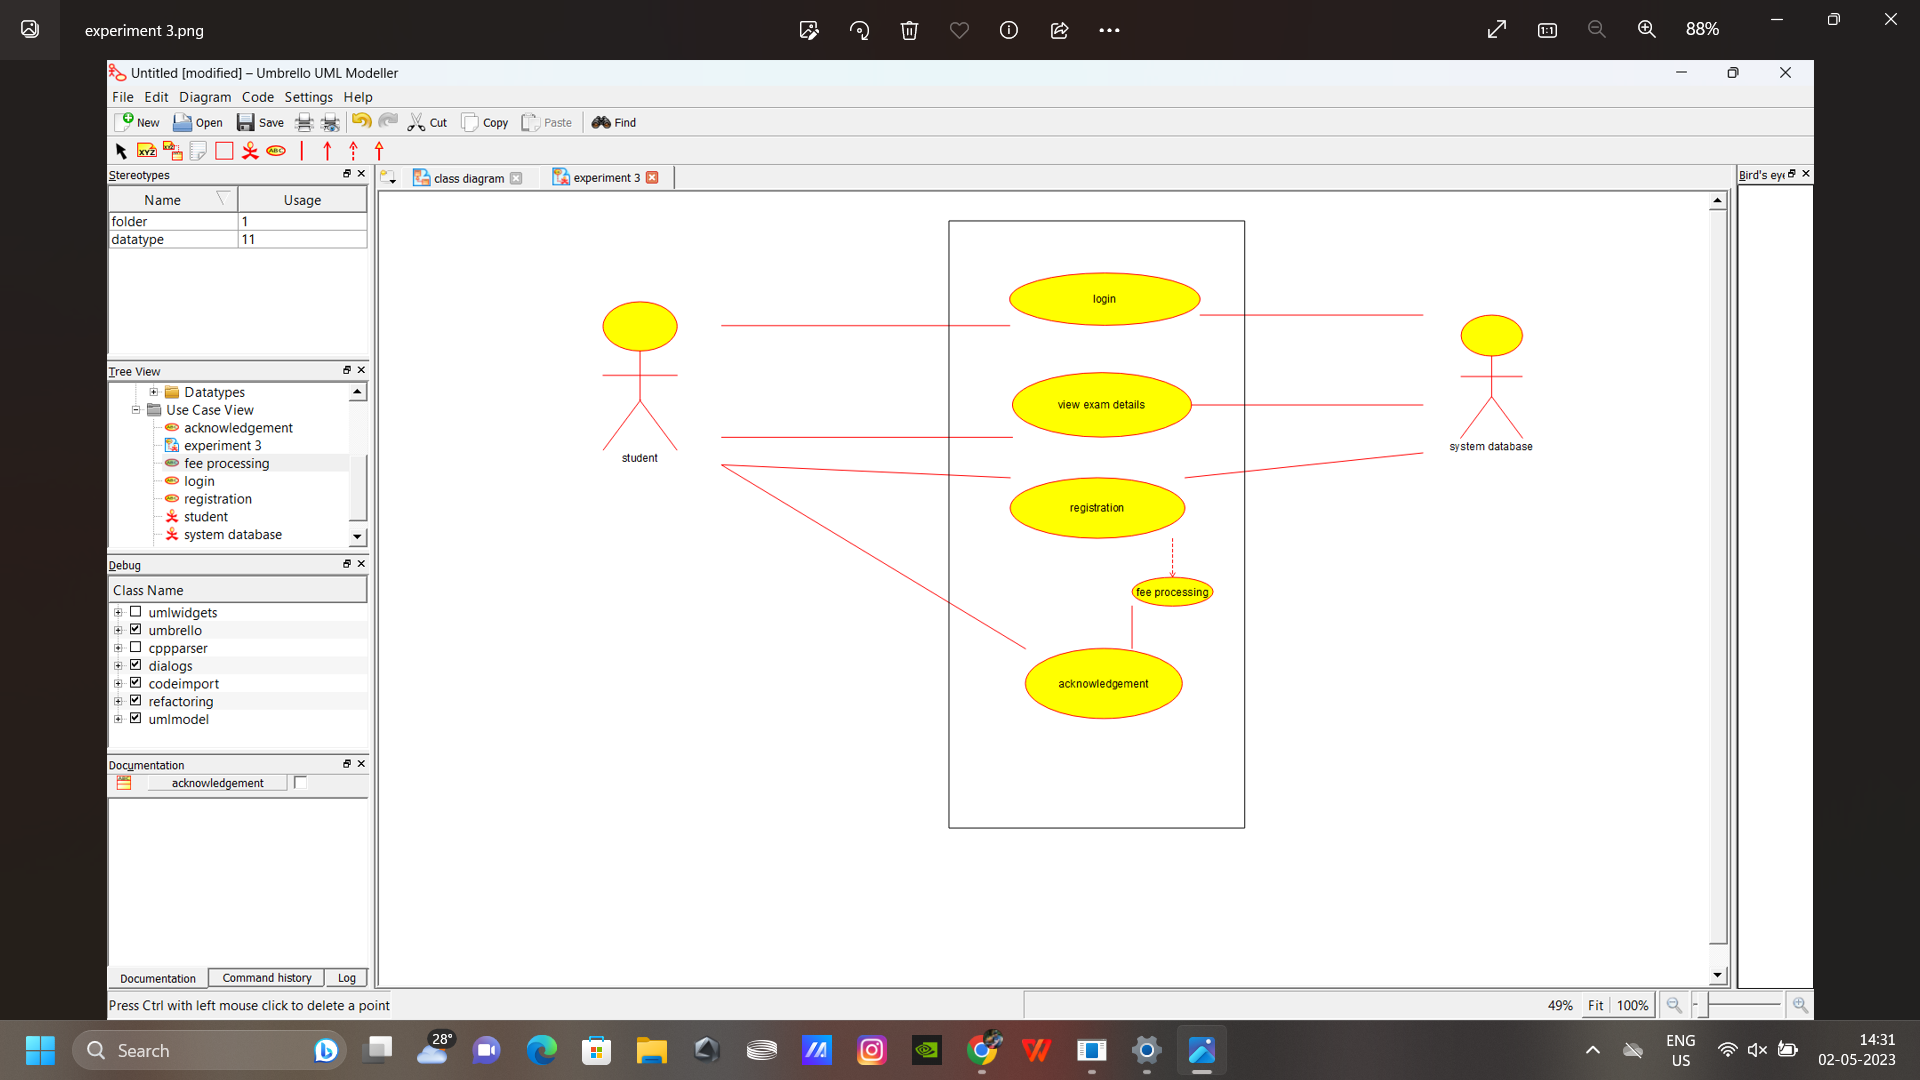 experiment 3.png
88%
Untitled [modified] – Umbrello UML Modeller
File Edit Diagram Code Settings Help
New Open Save Cut Copy Paste Find
XYZ XYZ ABC
Stereotypes
Name Usage
folder 1
datatype 11
Tree View
Datatypes
Use Case View
acknowledgement
experiment 3
fee processing
login
registration
student
system database
Debug
Class Name
umlwidgets
umbrello
cppparser
dialogs
codeimport
refactoring
umlmodel
Documentation
acknowledgement
Documentation Command history Log
class diagram
experiment 3
Bird's eye
login
view exam details
registration
fee processing
acknowledgement
student
system database
Press Ctrl with left mouse click to delete a point
49% Fit 100%
Search
28°
ENG
US
14:31
02-05-2023